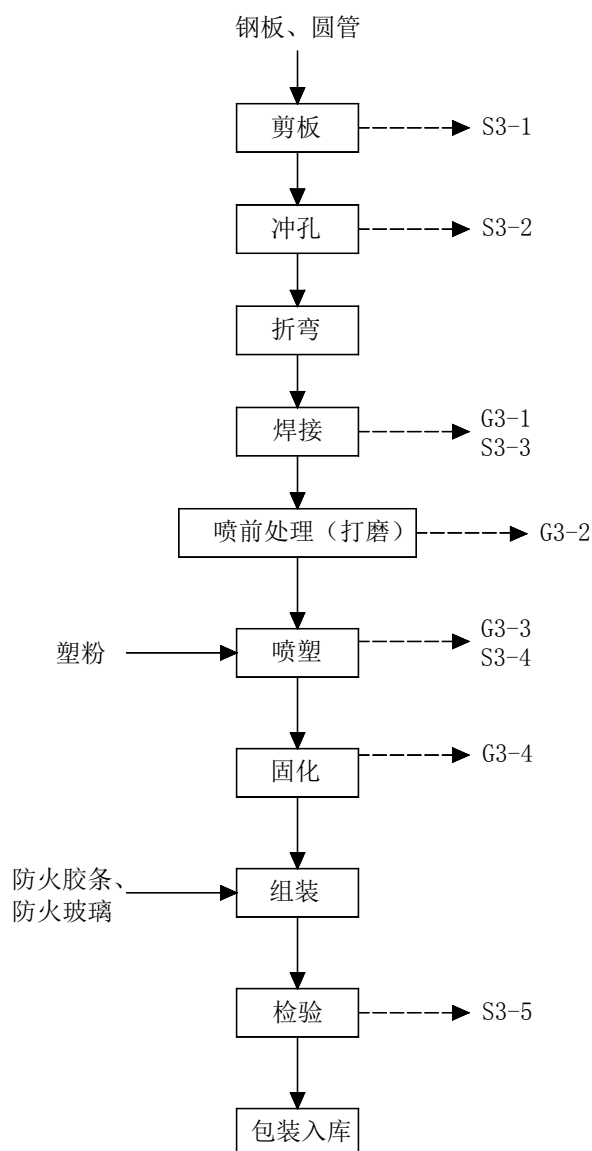 钢板、圆管
剪板
S3-1
冲孔
S3-2
折弯
焊接
G3-1
S3-3
喷前处理（打磨）
G3-2
塑粉
喷塑
G3-3
S3-4
固化
G3-4
防火胶条、
防火玻璃
组装
检验
S3-5
包装入库